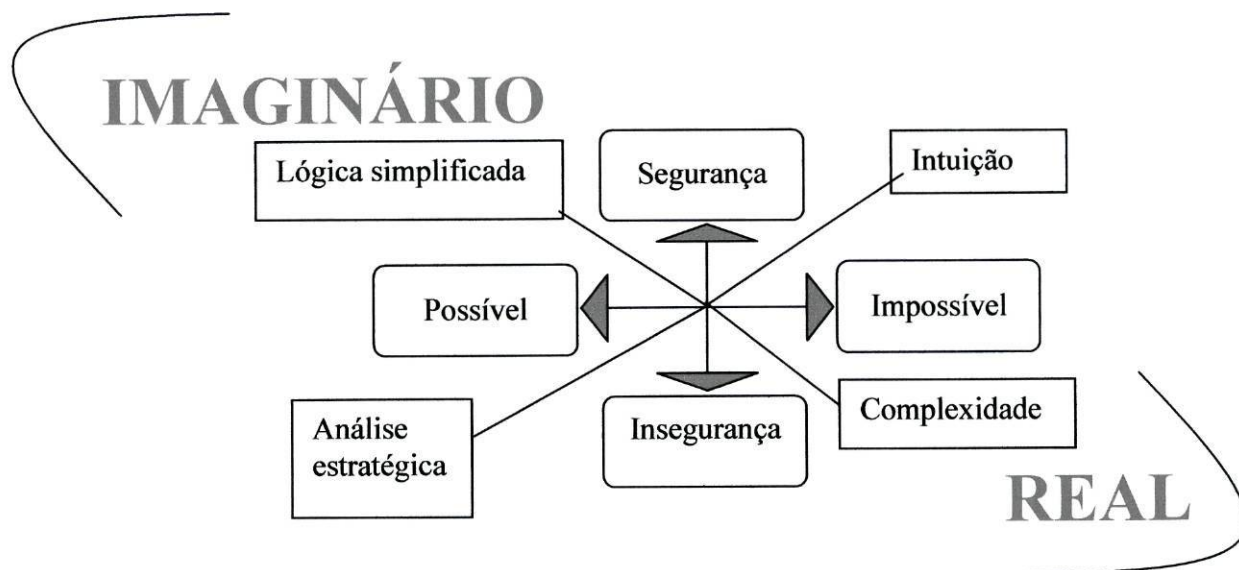 IMAGINÁRIO
Lógica simplificada
Segurança
Intuição
Possível
Impossível
Análise
estratégica
Insegurança
Complexidade
REAL